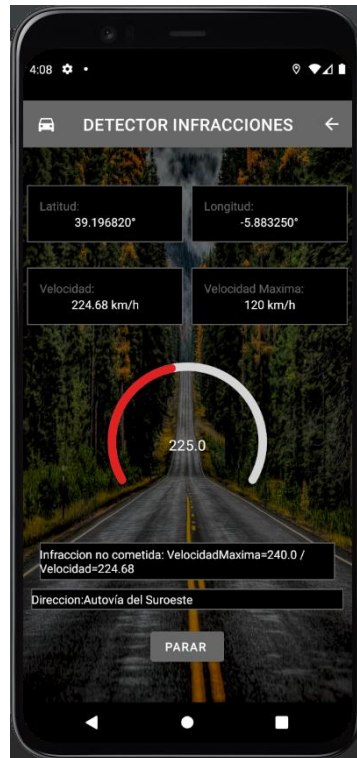 4:08
DETECTOR INFRACCIONES
Latitud:
39.196820°
Longitud:
-5.883250°
Velocidad:
224.68 km/h
Velocidad Maxima:
120 km/h
225.0
Infraccion no cometida: VelocidadMaxima=240.0 /
Velocidad=224.68
Direccion:Autovía del Suroeste
PARAR